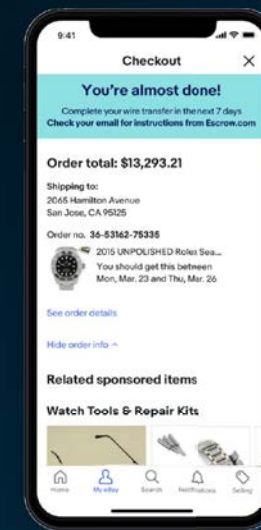 9:41
Checkout
You're almost done!
Complete your wire transfer in the next 7 days
Check your email for instructions from Escrow.com
Order total: $13,293.21
Shipping to:
2065 Hamilton Avenue
San Jose, CA 95125
Order no. 36-53162-75335
2015 UNPOLISHED Rolex Sea...
You should get this between
Mon, Mar. 23 and Thu, Mar. 26
See order details
Hide order info
Related sponsored items
Watch Tools & Repair Kits
Home
My eBay
Search
Notifications
Selling